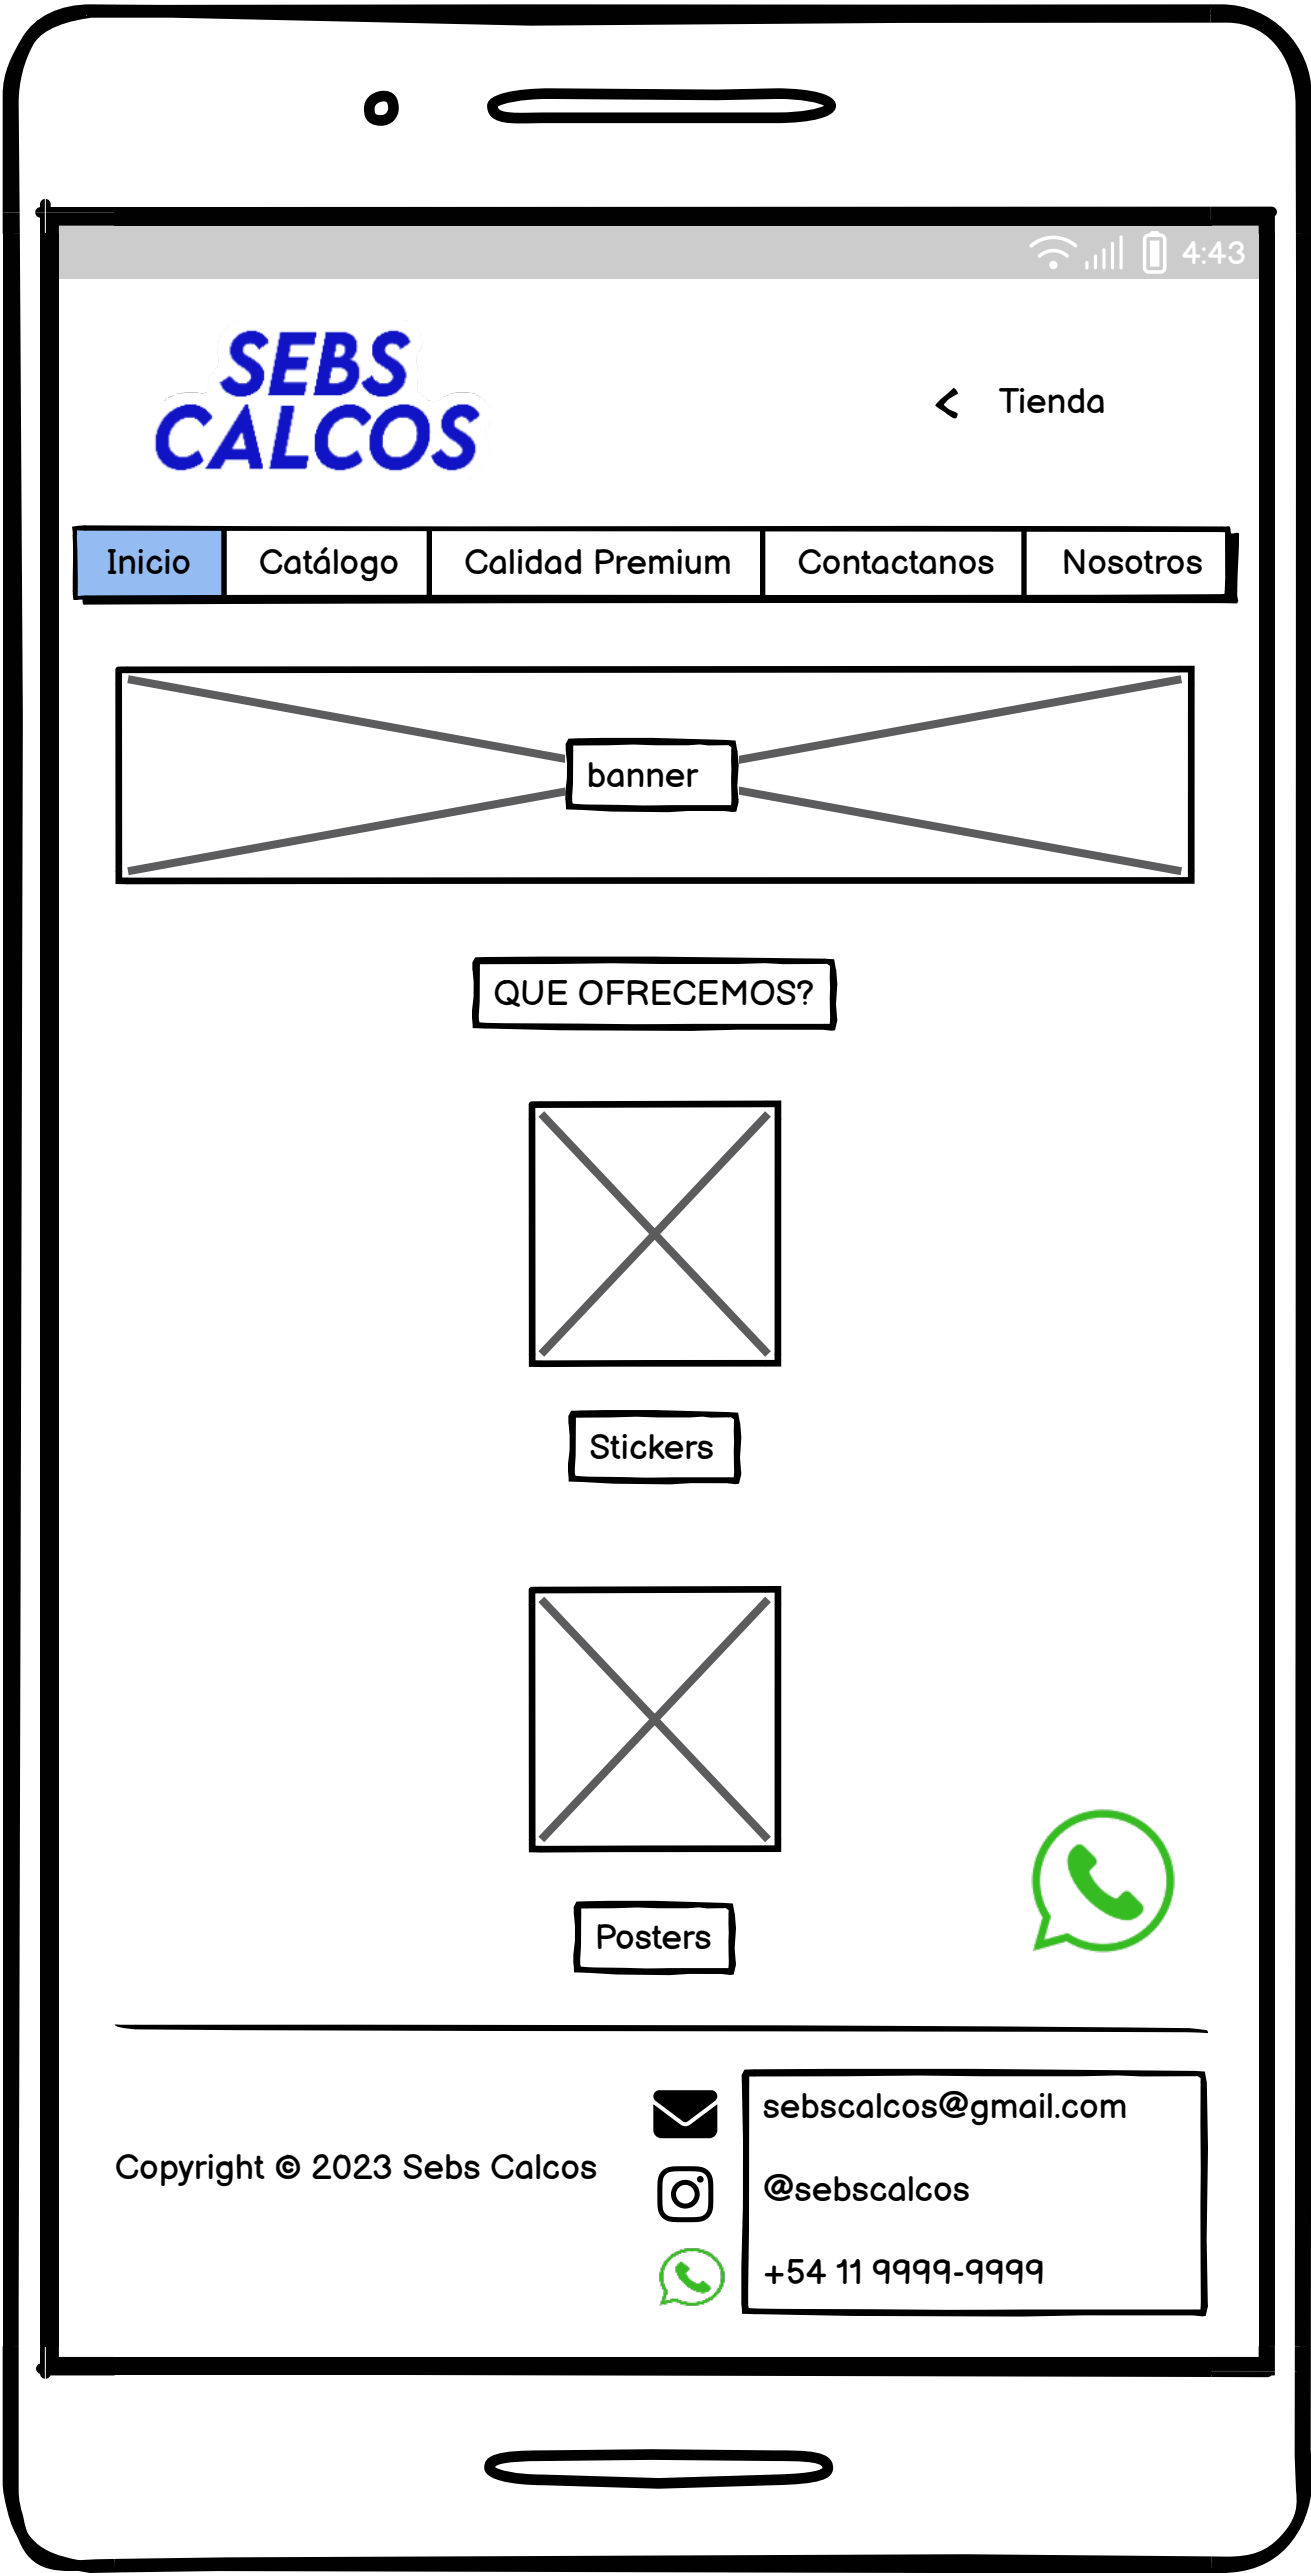 4:43
SEBS
CALCOS
< Tienda
Inicio Catálogo Calidad Premium Contactanos Nosotros
banner
QUE OFRECEMOS?
Stickers
Posters
sebscalcos@gmail.com
Copyright © 2023 Sebs Calcos
@sebscalcos
+54 11 9999-9999